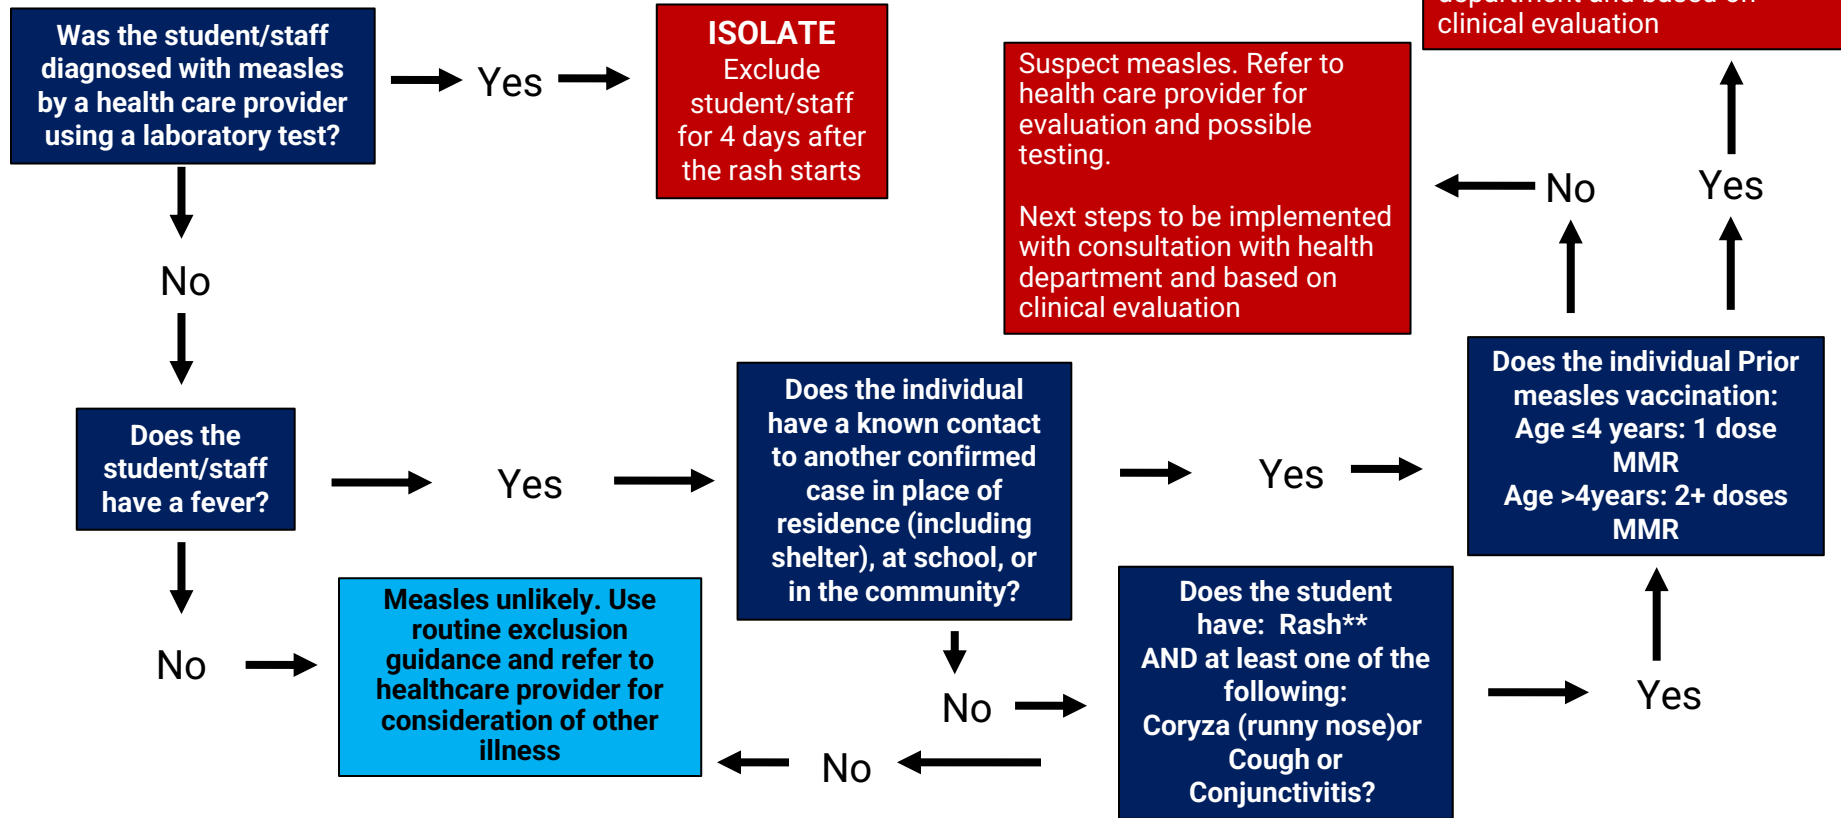 Was the student/staff
diagnosed with measles
by a health care provider
using a laboratory test?
Yes
ISOLATE
Exclude
student/staff
for 4 days after
the rash starts
department and based on
clinical evaluation
Suspect measles. Refer to
health care provider for
evaluation and possible
testing.
Next steps to be implemented
with consultation with health
department and based on
clinical evaluation
No
Yes
No
Does the
student/staff
have a fever?
Yes
Does the individual
have a known contact
to another confirmed
case in place of
residence (including
shelter), at school, or
in the community?
Yes
Does the individual Prior
measles vaccination:
Age ≤4 years: 1 dose
MMR
Age >4years: 2+ doses
MMR
No
Measles unlikely. Use
routine exclusion
guidance and refer to
healthcare provider for
consideration of other
illness
No
No
Does the student
have: Rash**
AND at least one of the
following:
Coryza (runny nose)or
Cough or
Conjunctivitis?
Yes